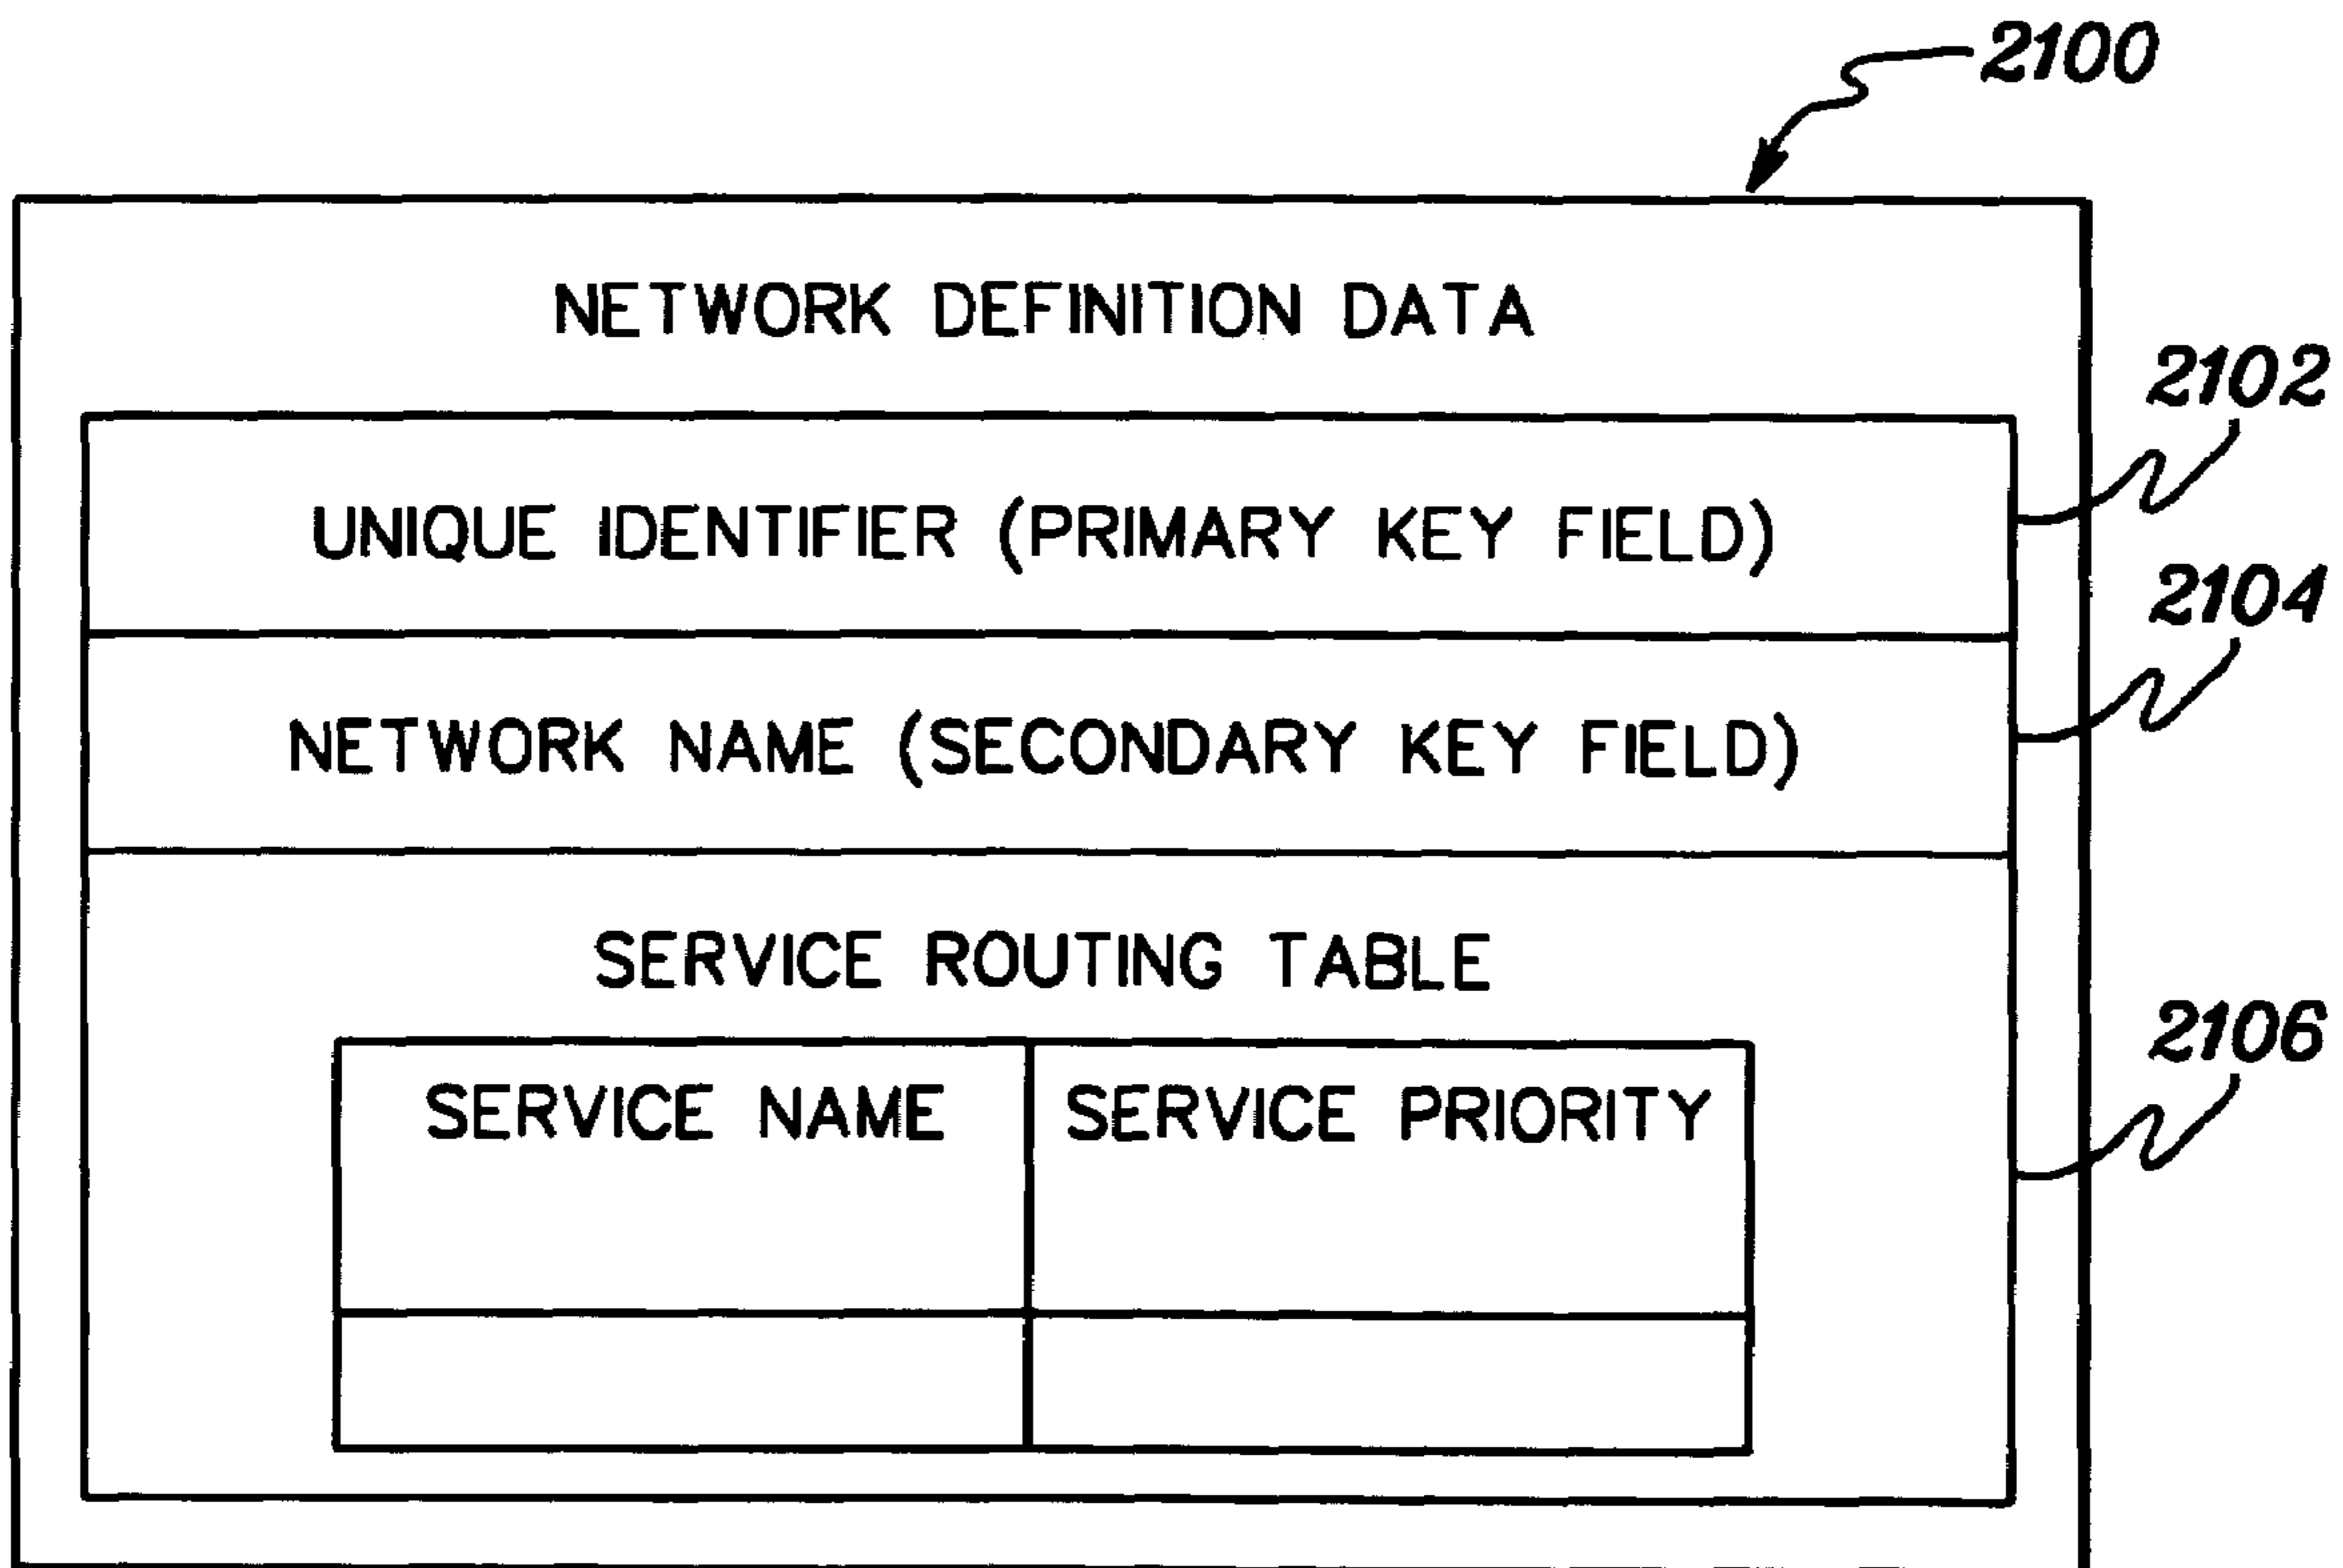 2100
NETWORK DEFINITION DATA
2102
UNIQUE IDENTIFIER (PRIMARY KEY FIELD)
2104
NETWORK NAME (SECONDARY KEY FIELD)
SERVICE ROUTING TABLE
2106
SERVICE NAME
SERVICE PRIORITY